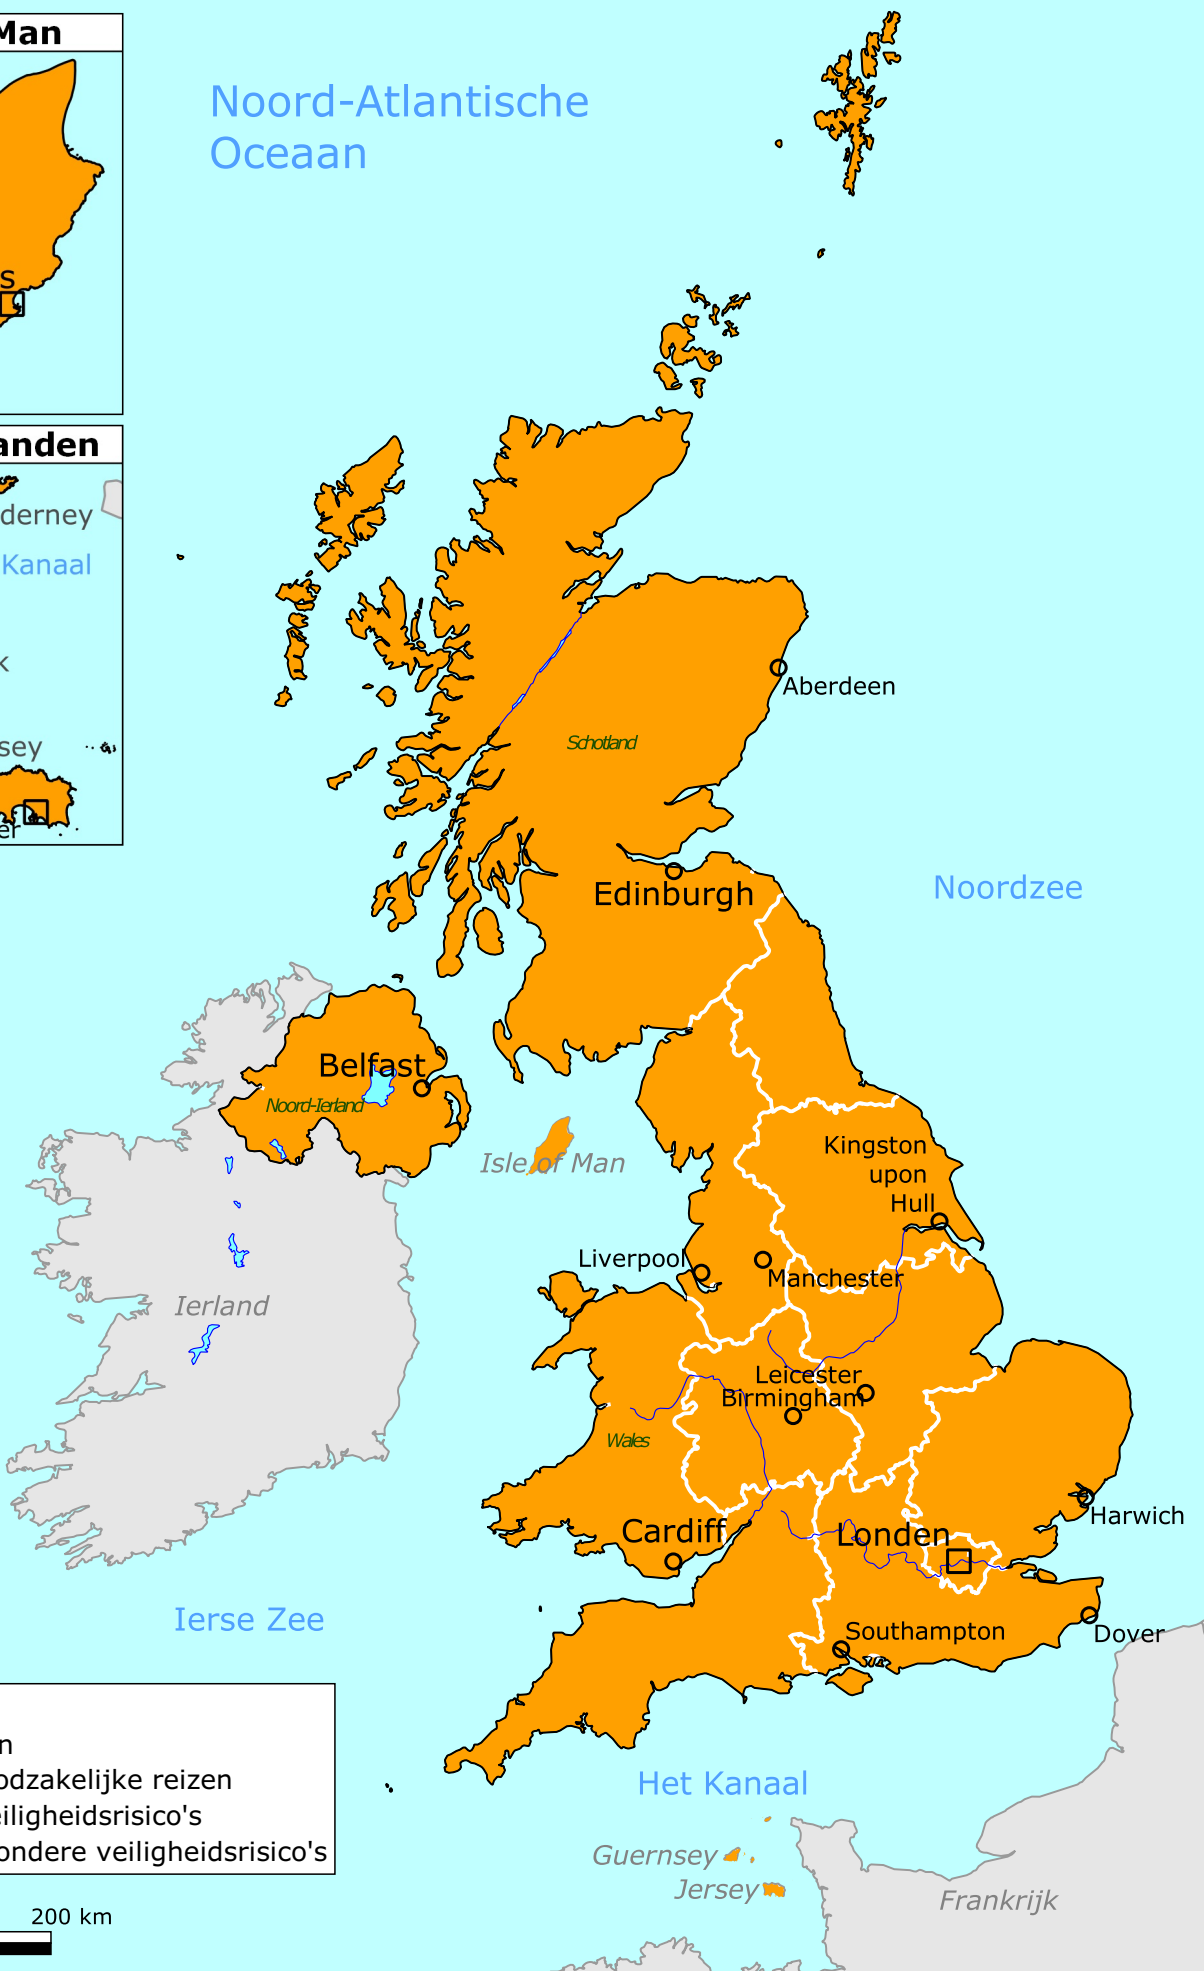 Man
s
anden
derney
Kanaal
k
sey
er
Noord-Atlantische
Oceaan
Aberdeen
Schotland
Edinburgh
Noordzee
Belfast
Noord-Ierland
Isle of Man
Kingston
upon
Hull
Liverpool
Manchester
Ierland
Leicester
Birmingham
Wales
Harwich
Cardiff
Londen
Ierse Zee
Southampton
Dover
n
odzakelijke reizen
eiligheidsrisico's
ondere veiligheidsrisico's
Het Kanaal
Guernsey
Jersey
Frankrijk
200 km